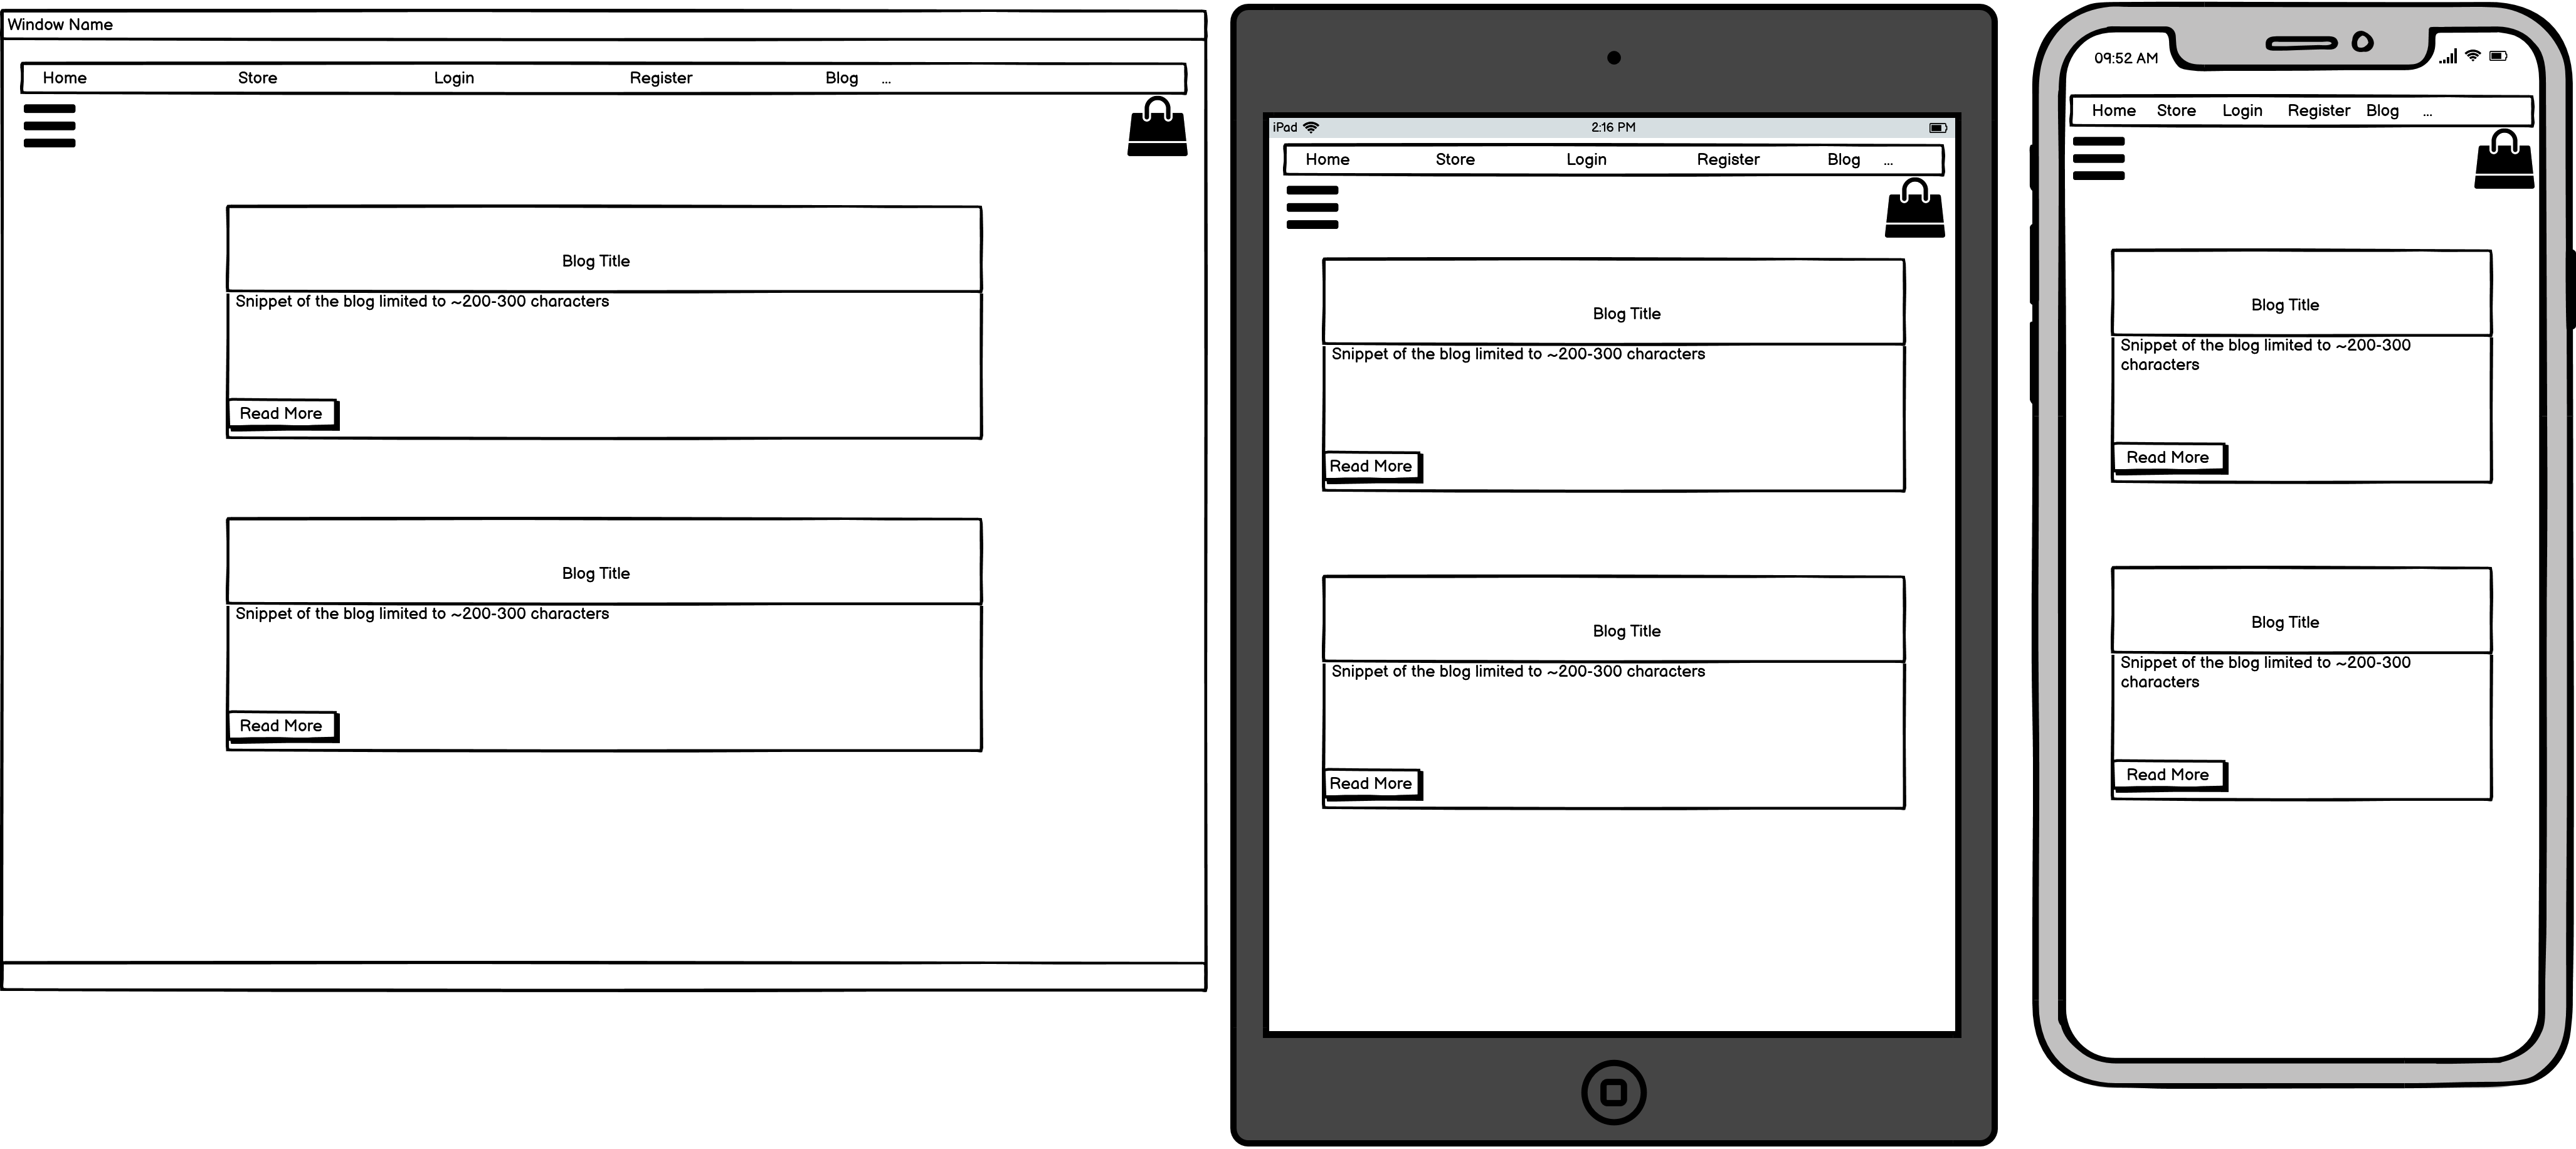 Window Name
Home Store Login Register Blog ...
Blog Title
Snippet of the blog limited to ~200-300 characters
Read More
Blog Title
Snippet of the blog limited to ~200-300 characters
Read More
iPad 2:16 PM
Home Store Login Register Blog ...
Blog Title
Snippet of the blog limited to ~200-300 characters
Read More
Blog Title
Snippet of the blog limited to ~200-300 characters
Read More
09:52 AM
Home Store Login Register Blog ...
Blog Title
Snippet of the blog limited to ~200-300
characters
Read More
Blog Title
Snippet of the blog limited to ~200-300
characters
Read More